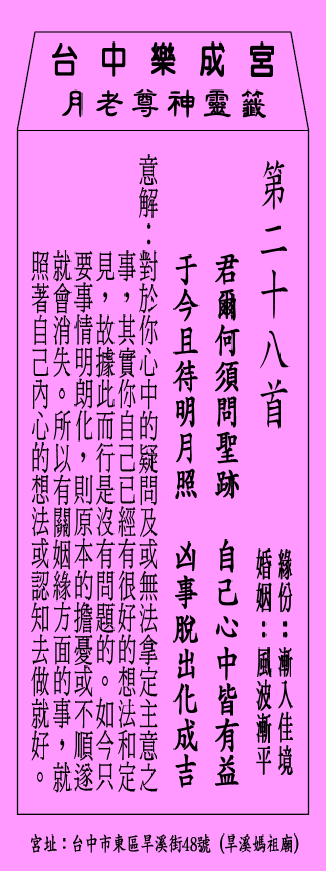 台中樂成宮
月老尊神靈籤
第二十八首
緣份：漸入佳境
婚姻：風波漸平
君爾何須問聖跡　自己心中皆有益
于今且待明月照　凶事脫出化成吉
意解：對於你心中的疑問及或無法拿定主意之
事，其實你自己已經有很好的想法和定
見，故據此而行是沒有問題的。如今只
要事情明朗化，則原本的擔憂或不順遂
就會消失。所以有關姻緣方面的事，就
照著自己內心的想法或認知去做就好。
宮址：台中市東區旱溪街48號（旱溪媽祖廟）